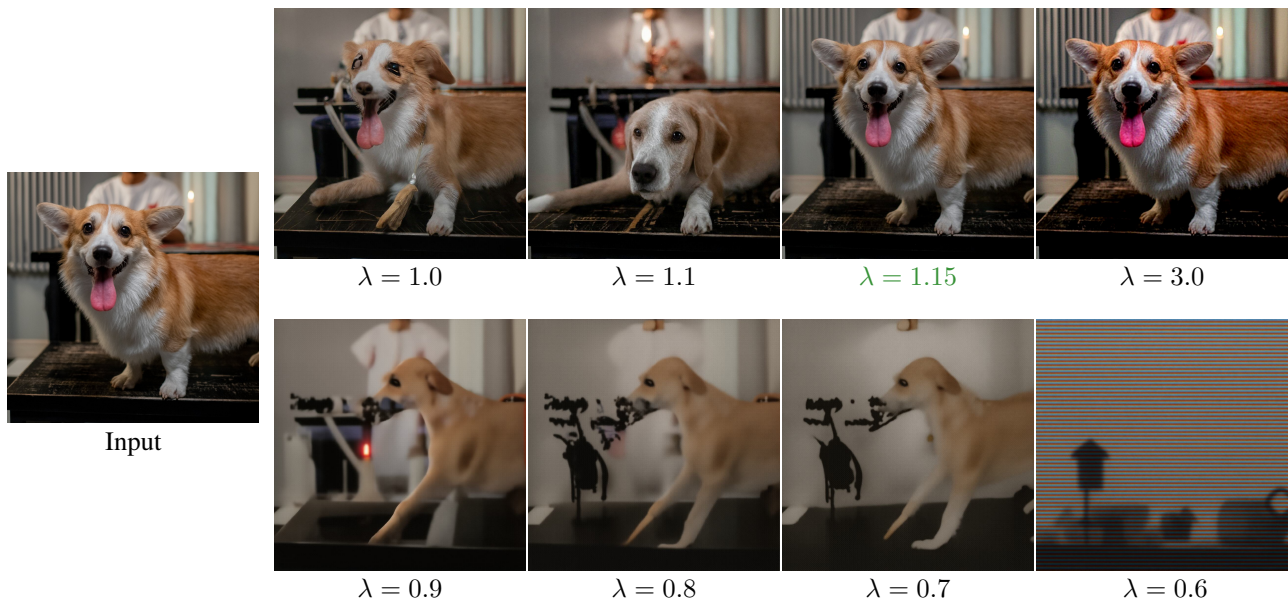 λ = 1.0
λ = 1.1
λ = 1.15
λ = 3.0
Input
λ = 0.9
λ = 0.8
λ = 0.7
λ = 0.6